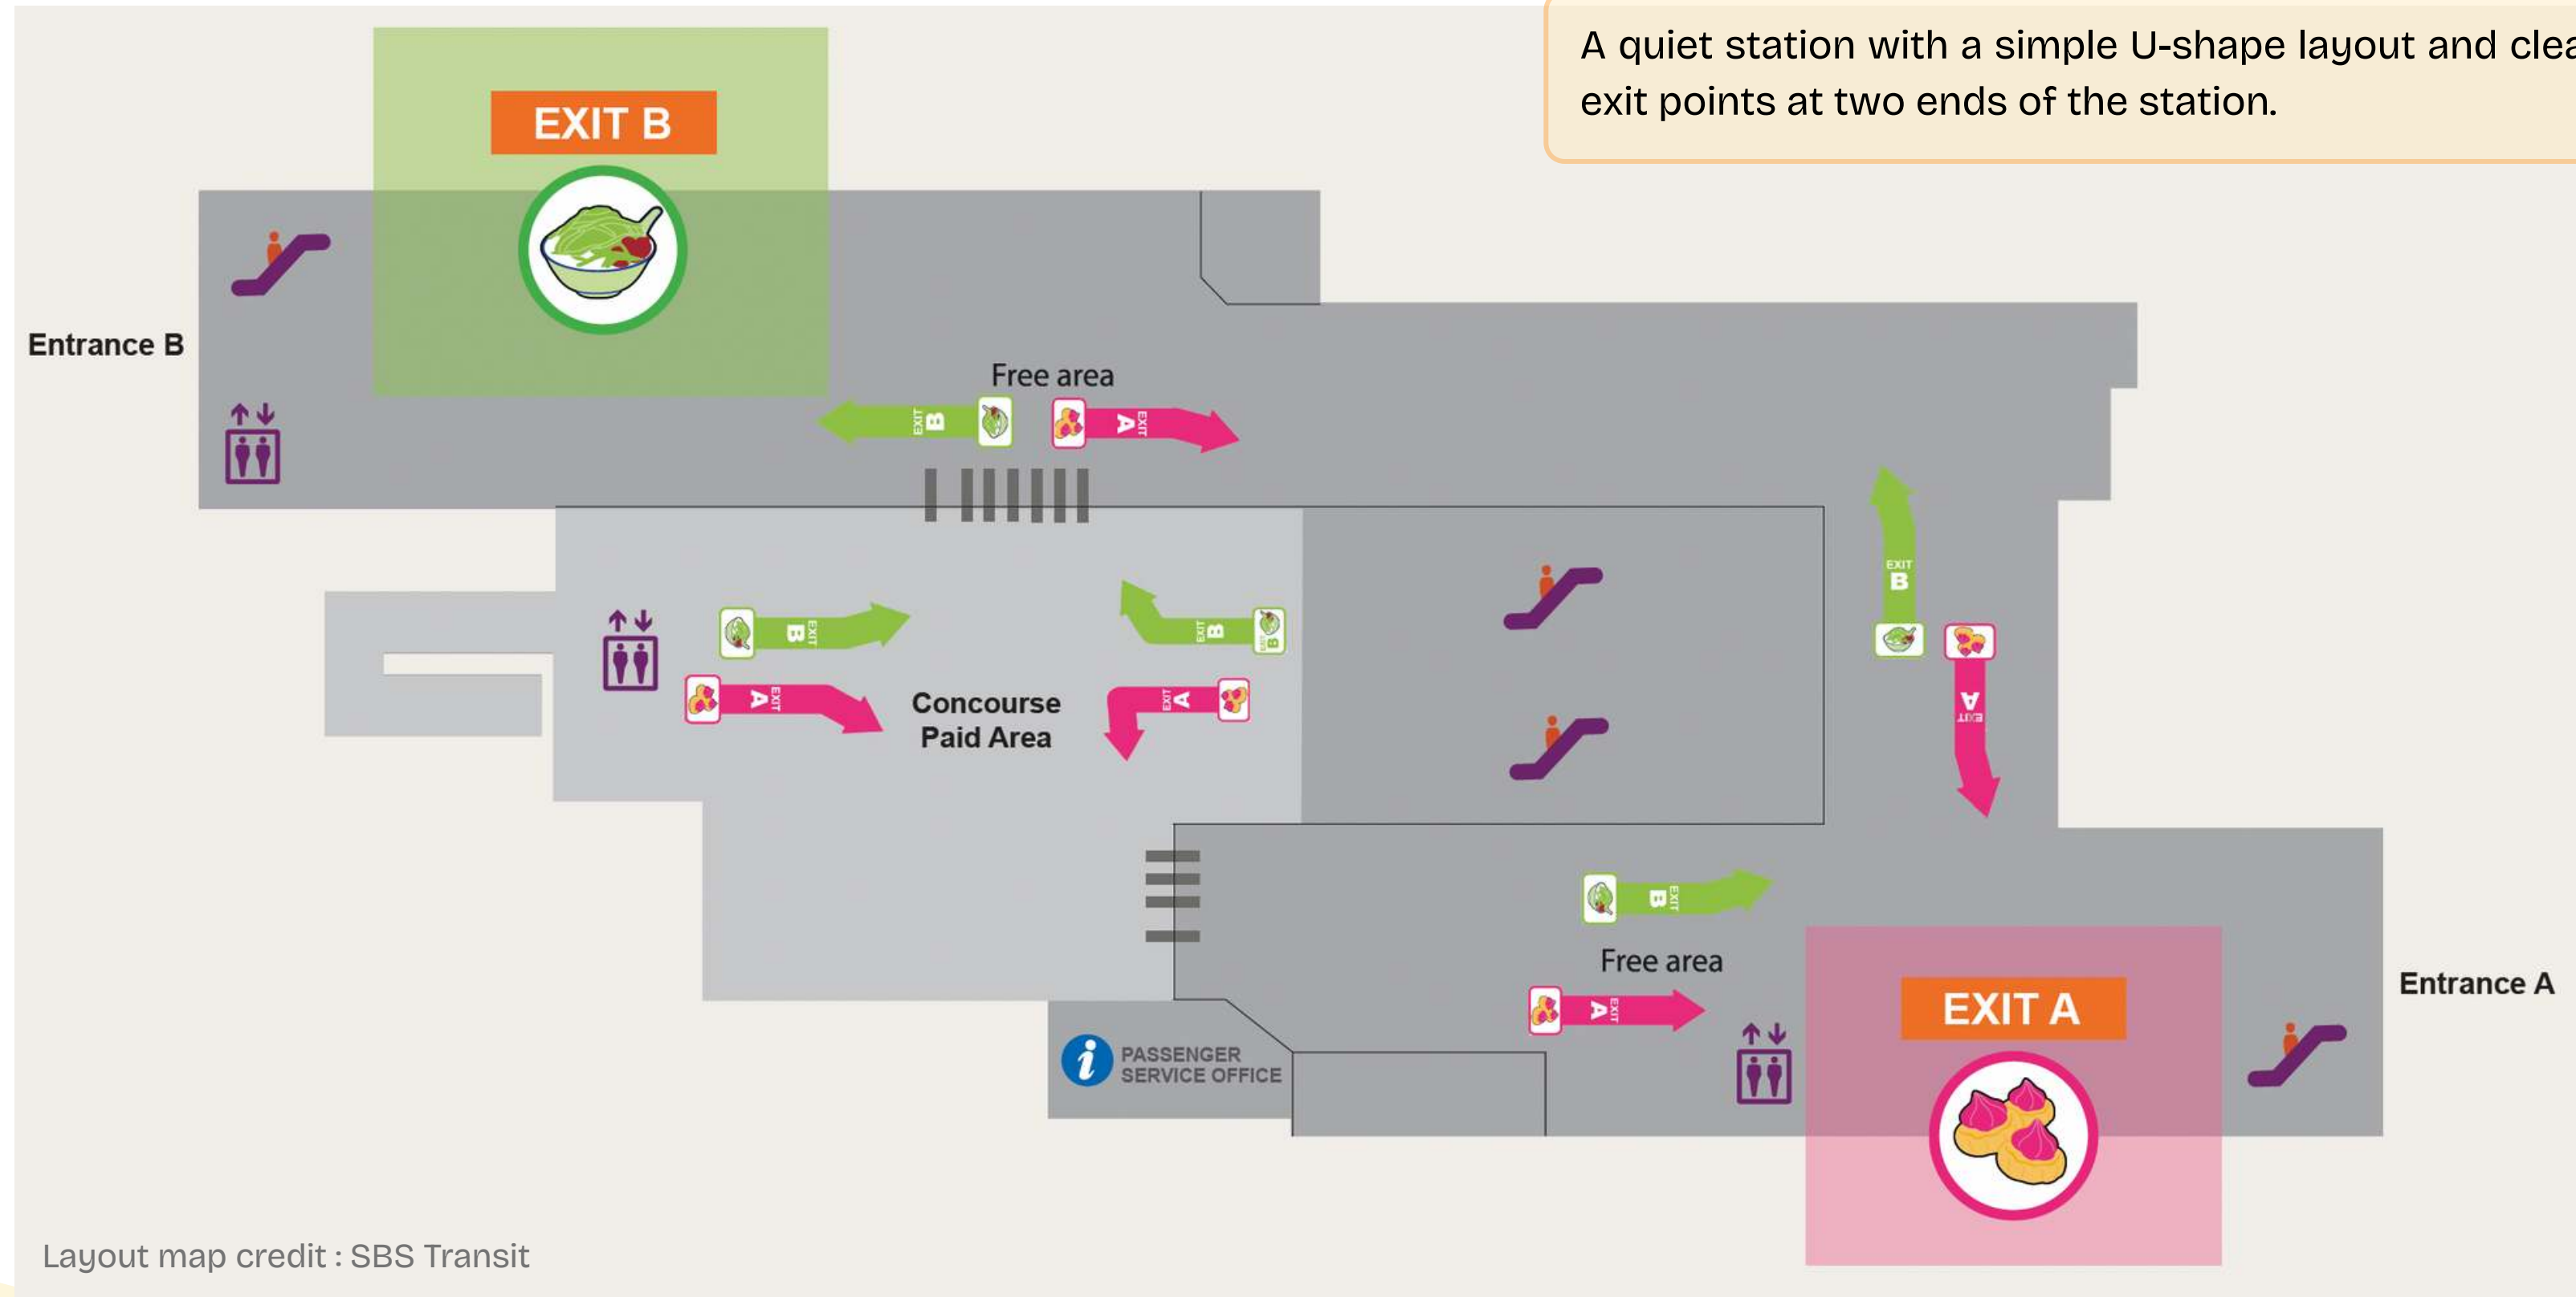 A quiet station with a simple U-shape layout and clea
exit points at two ends of the station.
EXIT B
Entrance B
Free area
EXIT
B
EXIT
A
EXIT
B
EXIT
B
EXIT
B
EXIT
A
EXIT
A
Concourse
Paid Area
EXIT
B
EXIT
A
EXIT
B
Free area
EXIT
A
EXIT A
Entrance A
i PASSENGER
SERVICE OFFICE
Layout map credit : SBS Transit